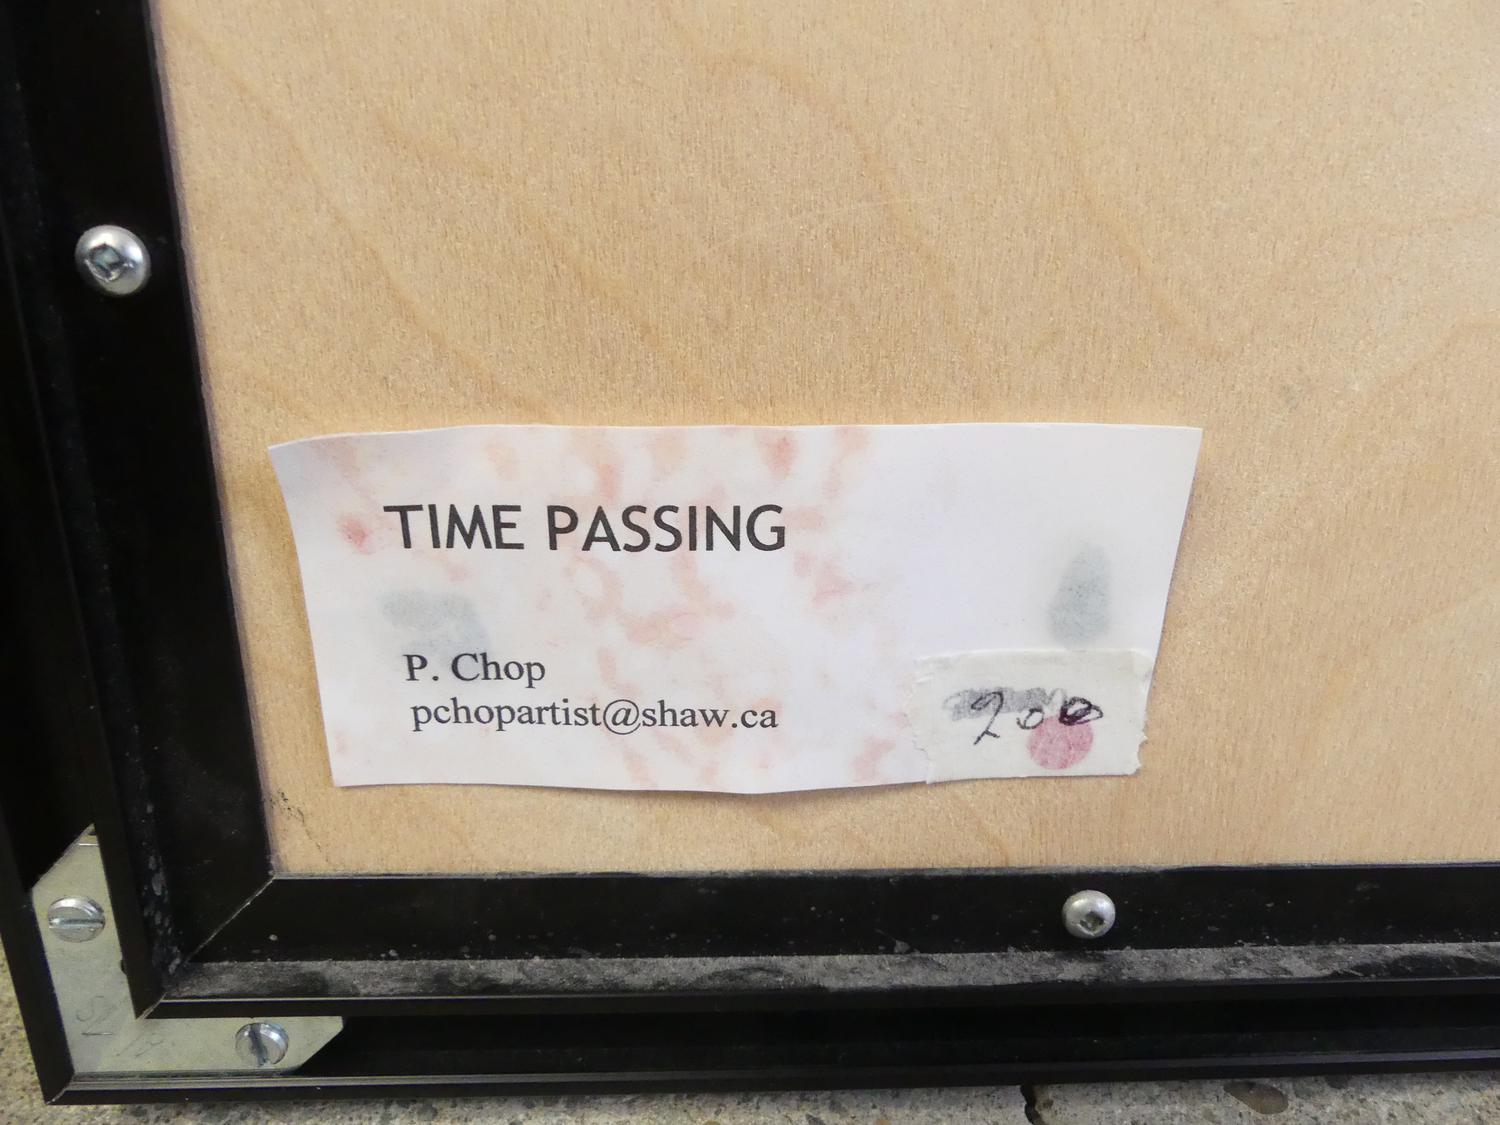 TIME PASSING
P. Chop
pchopartist@shaw.ca
200